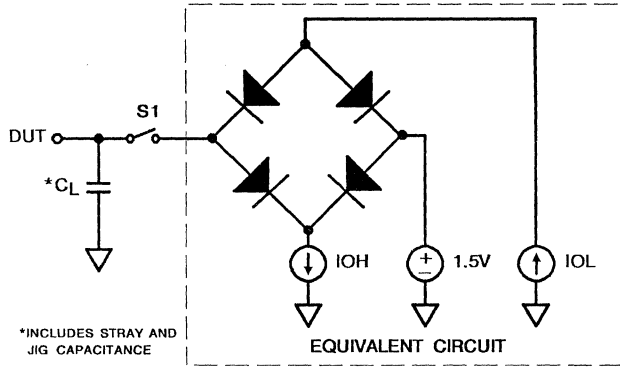 S1
DUT
*CL
IOH
+
−
1.5V
IOL
*INCLUDES STRAY AND
JIG CAPACITANCE
EQUIVALENT CIRCUIT